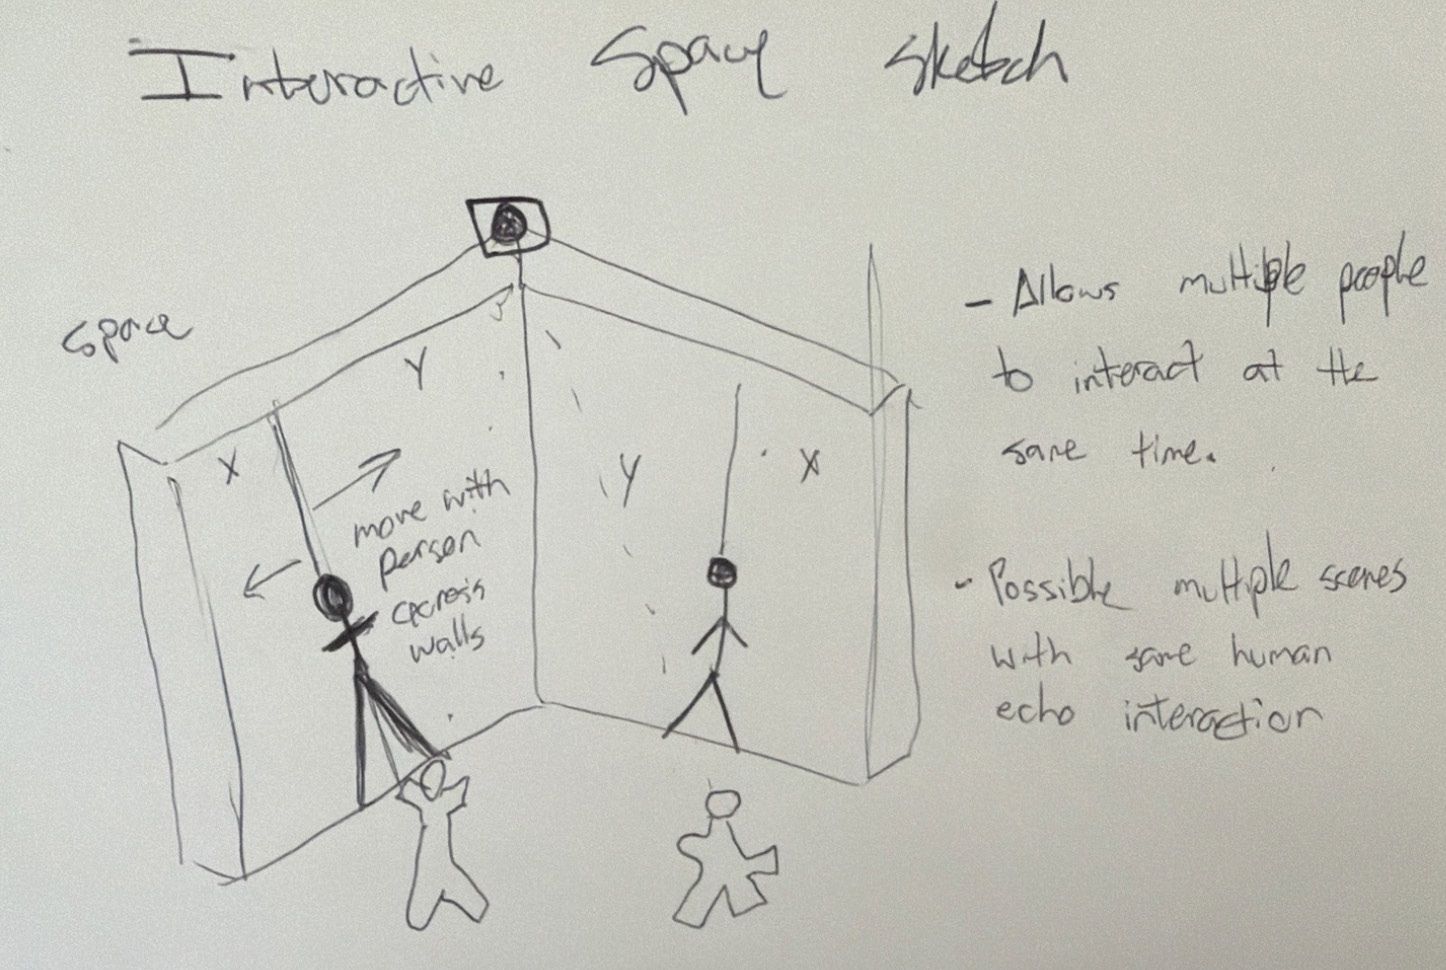 Interactive Space Sketch
space
Y
X
move with
person
across
walls
Y
X
- Allows multiple people
to interact at the
same time.
- Possible multiple scenes
with same human
echo interaction